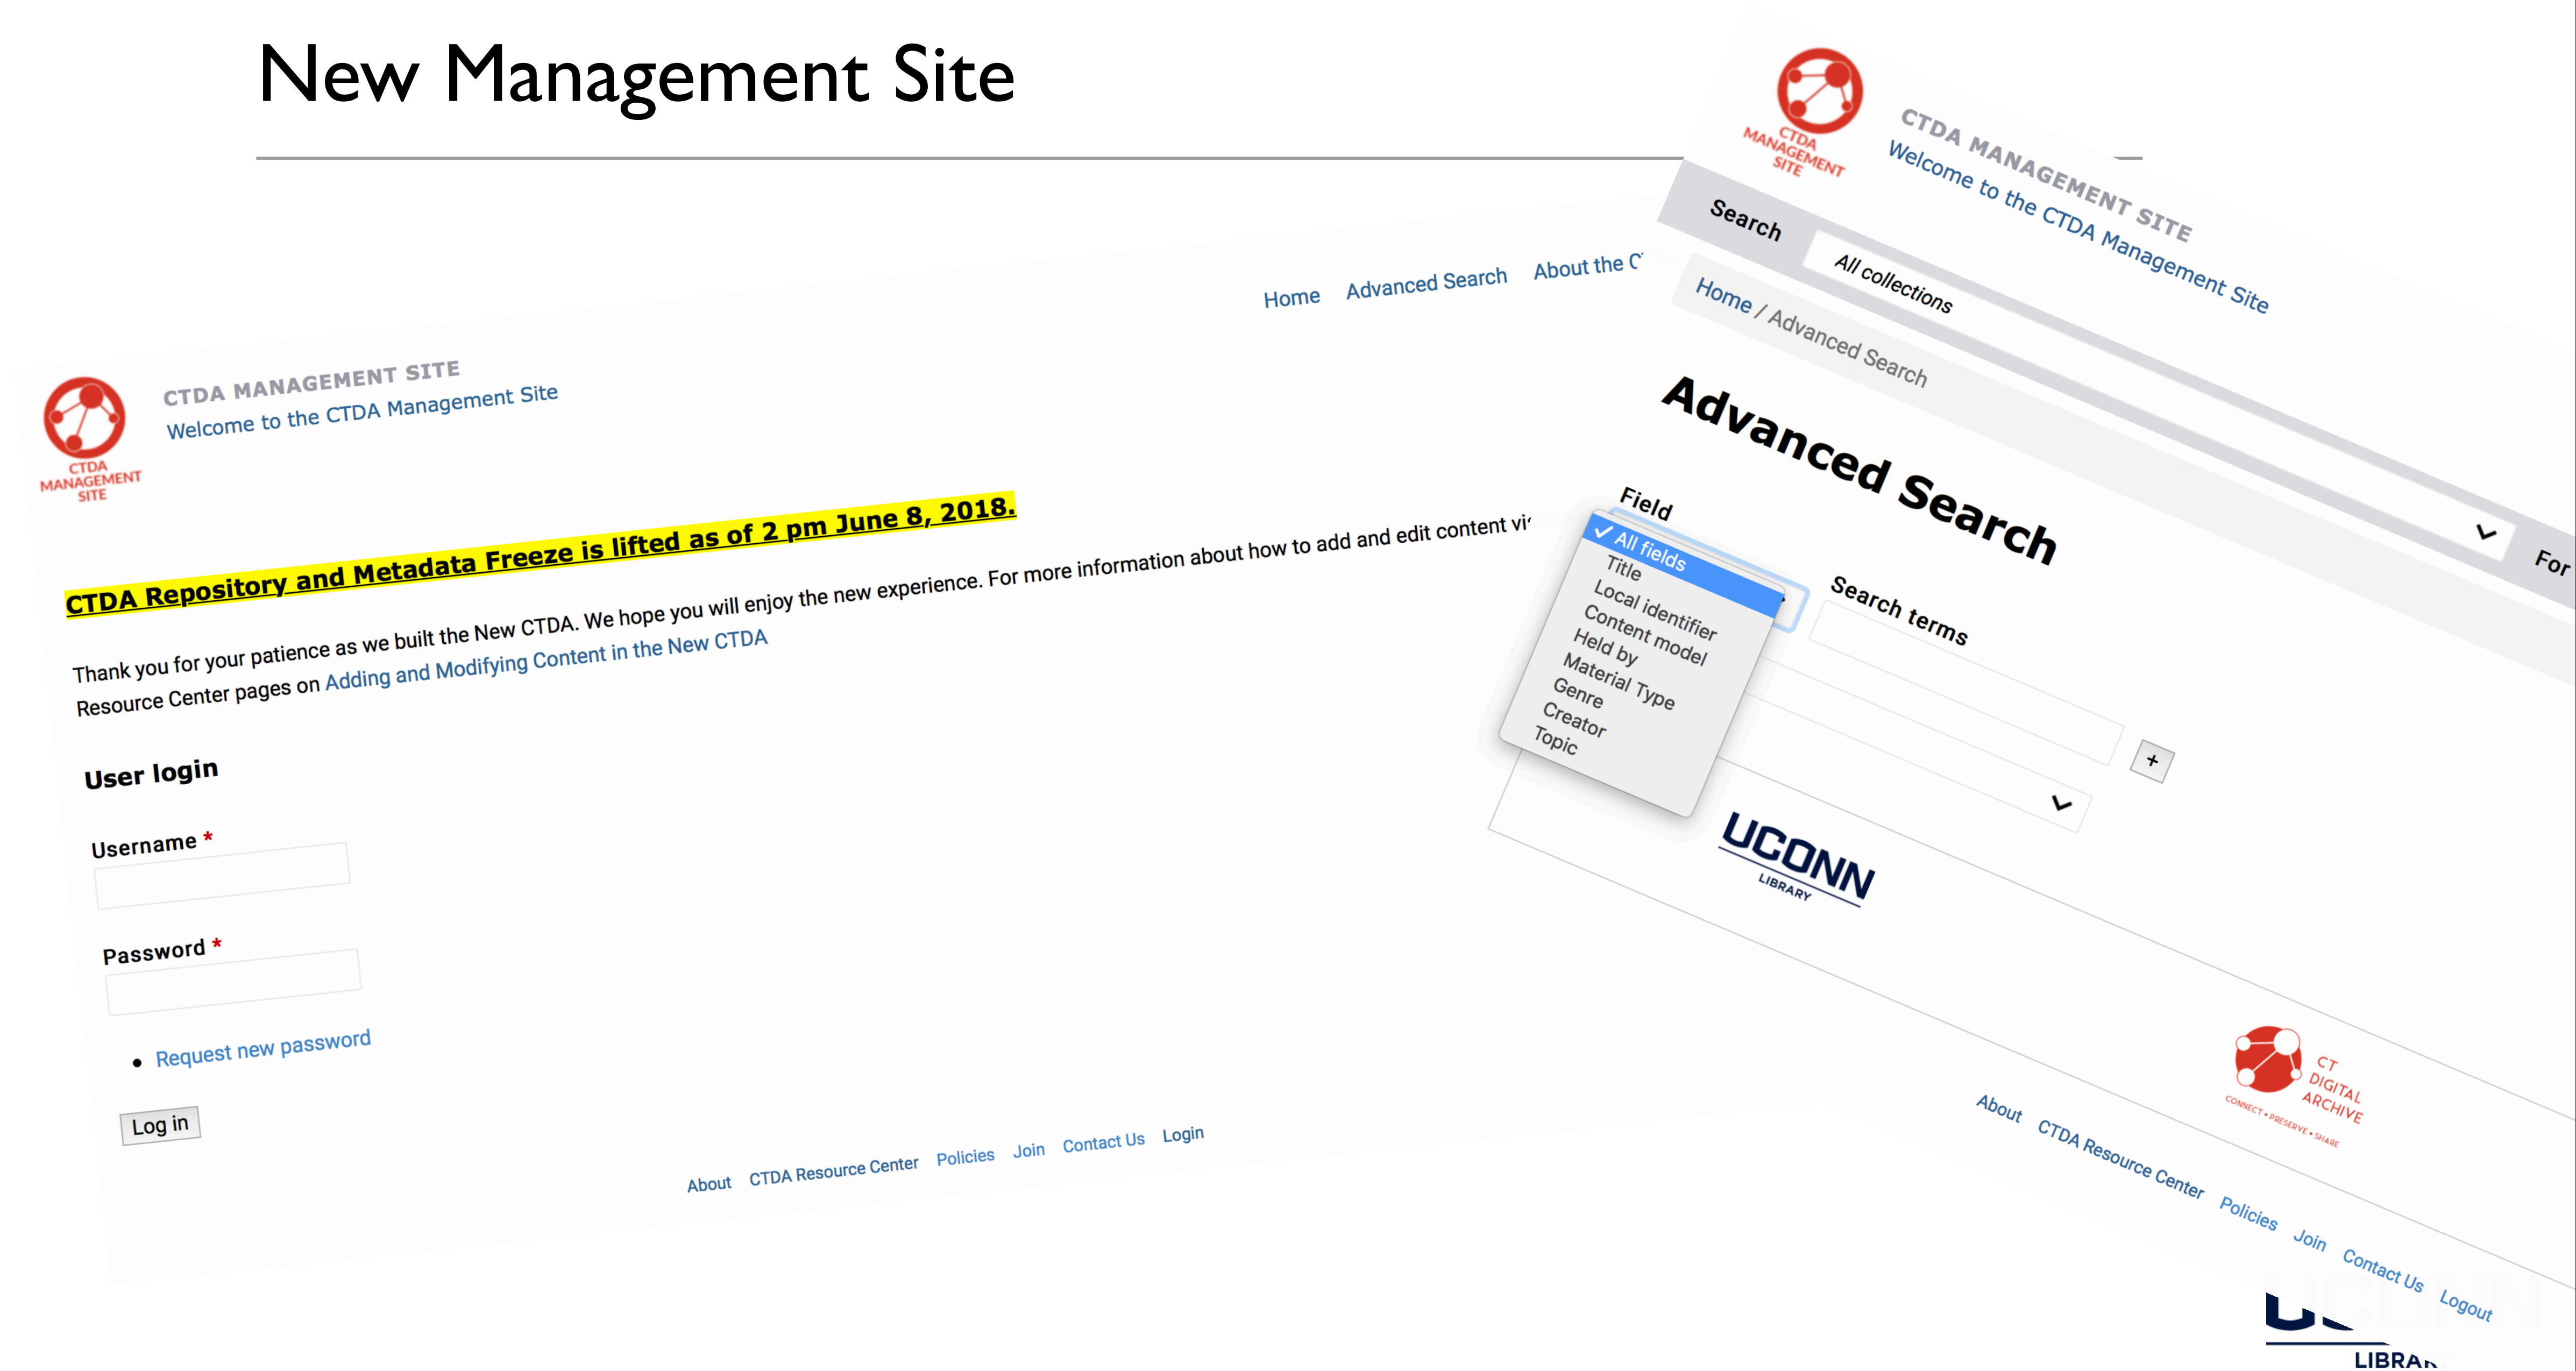 New Management Site
Home Advanced Search About the
CTDA
MANAGEMENT
SITE
CTDA MANAGEMENT SITE
Welcome to the CTDA Management Site
CTDA Repository and Metadata Freeze is lifted as of 2 pm June 8, 2018.
Thank you for your patience as we built the New CTDA. We hope you will enjoy the new experience. For more information about how to add and edit content
Resource Center pages on Adding and Modifying Content in the New CTDA
User login
Username *
Password *
Request new password
Log in
About CTDA Resource Center Policies Join Contact Us Login
CTDA
MANAGEMENT
SITE
CTDA MANAGEMENT SITE
Welcome to the CTDA Management Site
Search All collections For
Home / Advanced Search
Advanced Search
Field
✓ All fields
Title
Local identifier
Content model
Held by
Material Type
Genre
Creator
Topic
Search terms
+
UCONN
LIBRARY
CT
DIGITAL
ARCHIVE
CONNECT • PRESERVE • SHARE
About CTDA Resource Center Policies Join Contact Us Logout